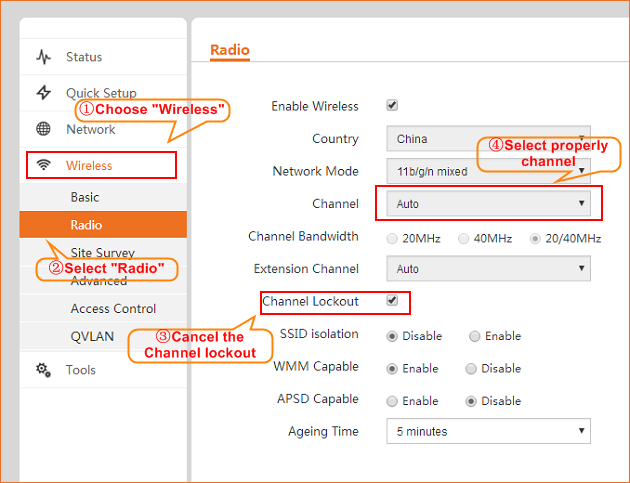 Radio
Status
Quick Setup
①Choose "Wireless"
Network
Wireless
Basic
Radio
Site Survey
②Select "Radio"
Advanced
Access Control
QVLAN
Tools
Enable Wireless
Country China
④Select properly
channel
Network Mode 11b/g/n mixed
Channel Auto
Channel Bandwidth 20MHz 40MHz 20/40MHz
Extension Channel Auto
Channel Lockout
③Cancel the
Channel lockout
SSID isolation Disable Enable
WMM Capable Enable Disable
APSD Capable Enable Disable
Ageing Time 5 minutes